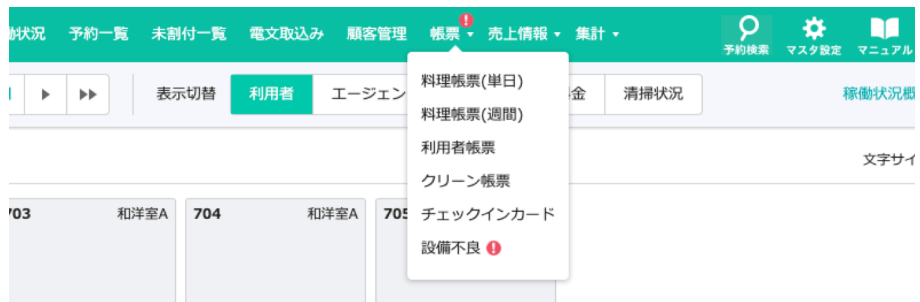 働状況 予約一覧 未割付一覧 電文取込み 顧客管理 帳票 売上情報 集計 予約検索 マスタ設定 マニュアル
表示切替 利用者 エージェン 金 清掃状況 稼働状況概
料理帳票(単日)
料理帳票(週間)
利用者帳票
クリーン帳票
チェックインカード
設備不良
文字サイ
703 和洋室A 704 和洋室A 705